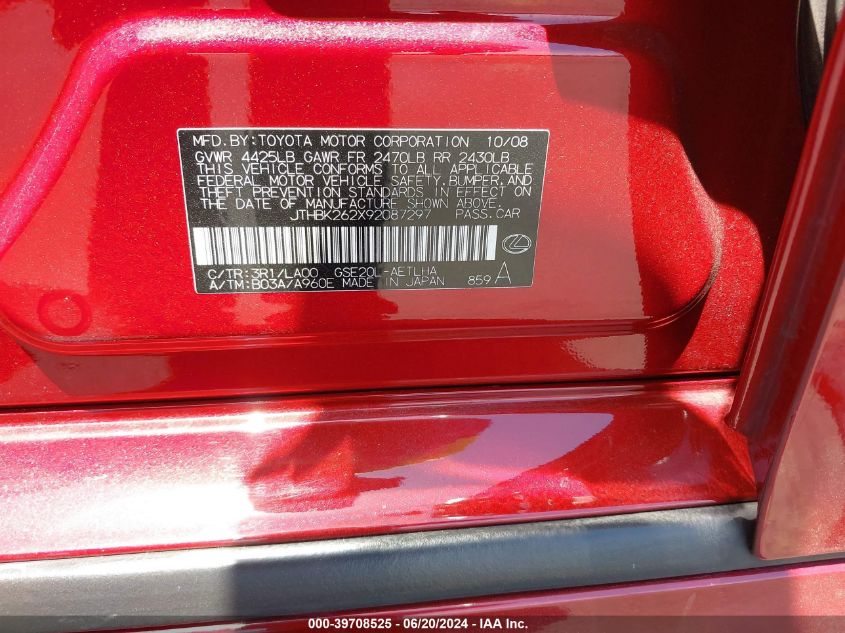 MFD. BY: TOYOTA MOTOR CORPORATION 10/08
GVWR 4425LB GAWR FR 2470LB RR 2430LB
THIS VEHICLE CONFORMS TO ALL APPLICABLE
FEDERAL MOTOR VEHICLE SAFETY, BUMPER, AND
THEFT PREVENTION STANDARDS IN EFFECT ON
THE DATE OF MANUFACTURE SHOWN ABOVE.
JTHBK262X92087297 PASS. CAR
C/TR: 3R1/LA00 GSE20L-AETLHA
A/TM: B03A/A960E MADE IN JAPAN 859 A
000-39708525 - 06/20/2024 - IAA Inc.